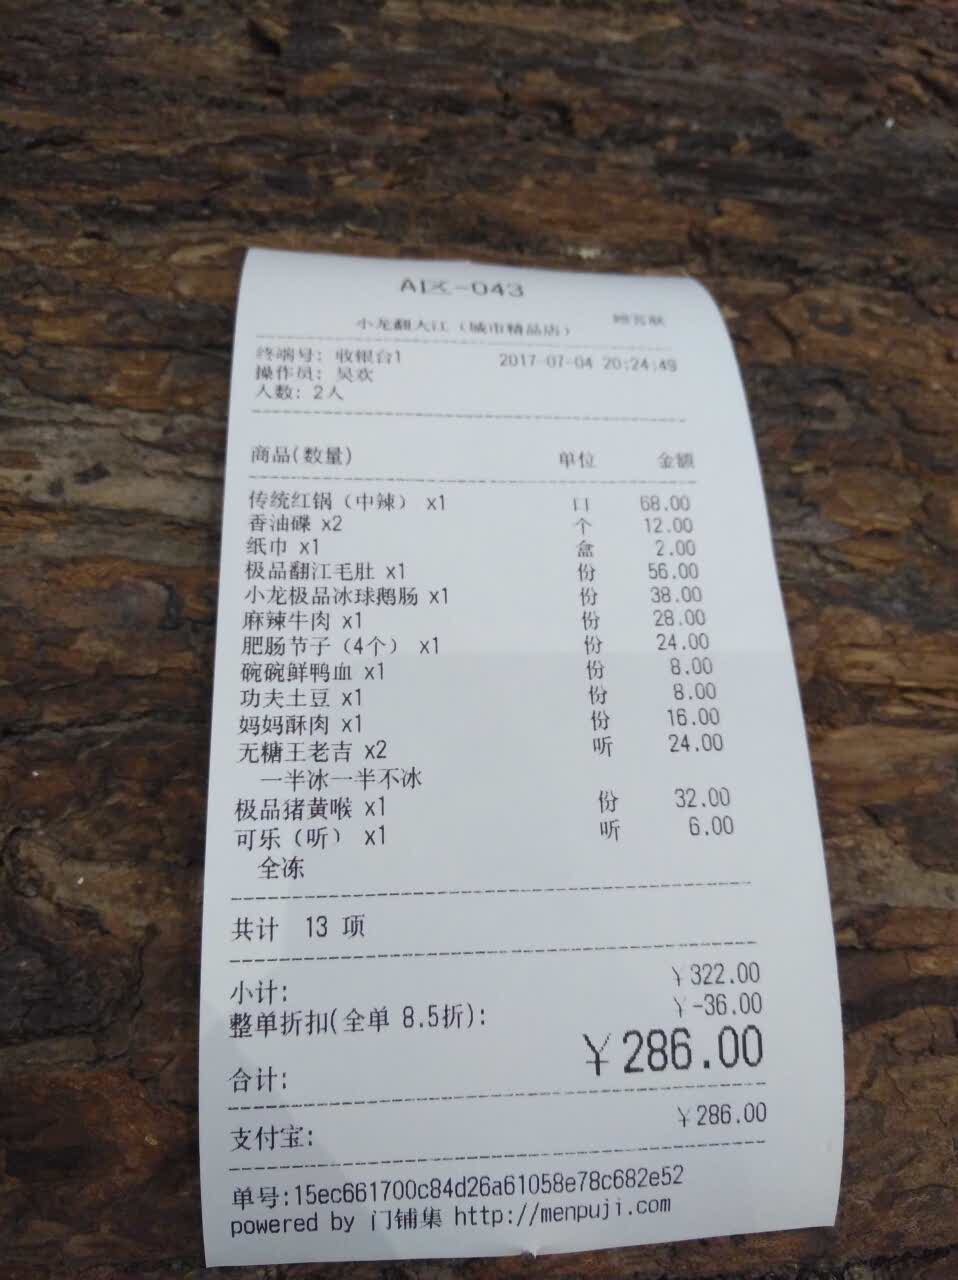 A区-043
小龙翻大江（城市精品店） 顾客联
终端号: 收银台1 2017-07-04 20:24:49
操作员: 吴欢
人数: 2人
商品(数量) 单位 金额
传统红锅（中辣） x1 口 68.00
香油碟 x2 个 12.00
纸巾 x1 盒 2.00
极品翻江毛肚 x1 份 56.00
小龙极品冰球鹅肠 x1 份 38.00
麻辣牛肉 x1 份 28.00
肥肠节子（4个） x1 份 24.00
碗碗鲜鸭血 x1 份 8.00
功夫土豆 x1 份 8.00
妈妈酥肉 x1 份 16.00
无糖王老吉 x2 听 24.00
一半冰一半不冰
极品猪黄喉 x1 份 32.00
可乐（听） x1 听 6.00
全冻
共计 13 项
小计: ￥322.00
整单折扣(全单 8.5折): ￥-36.00
合计: ￥286.00
支付宝: ￥286.00
单号:15ec661700c84d26a61058e78c682e52
powered by 门铺集 http://menpuji.com